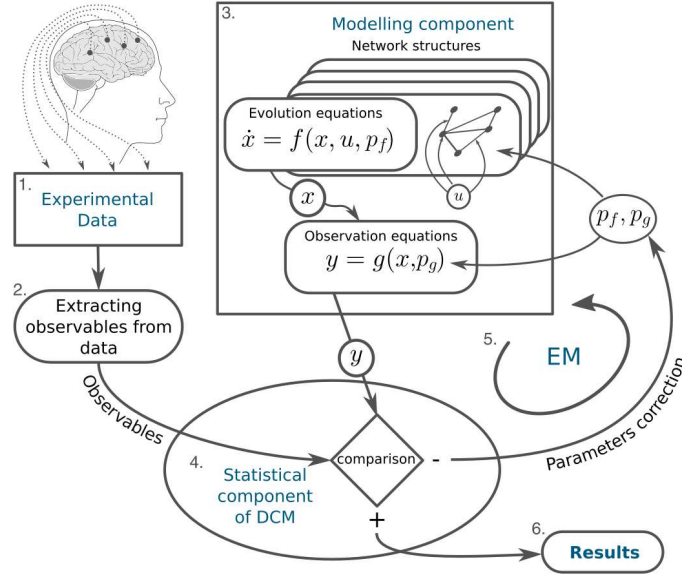 3.
Modelling component
Network structures
Evolution equations
ẋ = f(x, u, p_f)
u
x
Observation equations
y = g(x,p_g)
p_f, p_g
1.
Experimental
Data
2.
Extracting
observables from
data
Observables
y
5.
EM
Parameters correction
4.
Statistical
component
of DCM
comparison
-
+
6.
Results